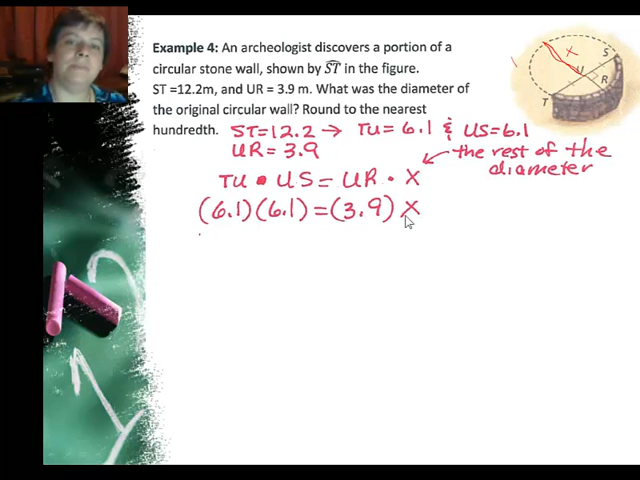 Example 4: An archeologist discovers a portion of a
circular stone wall, shown by ST in the figure.
ST =12.2m, and UR = 3.9 m. What was the diameter of
the original circular wall? Round to the nearest
hundredth. ST=12.2 → TU = 6.1 & US=6.1
UR = 3.9
TU • US = UR • X
the rest of the
diameter
(6.1)(6.1) = (3.9) X
X
S
U
R
T